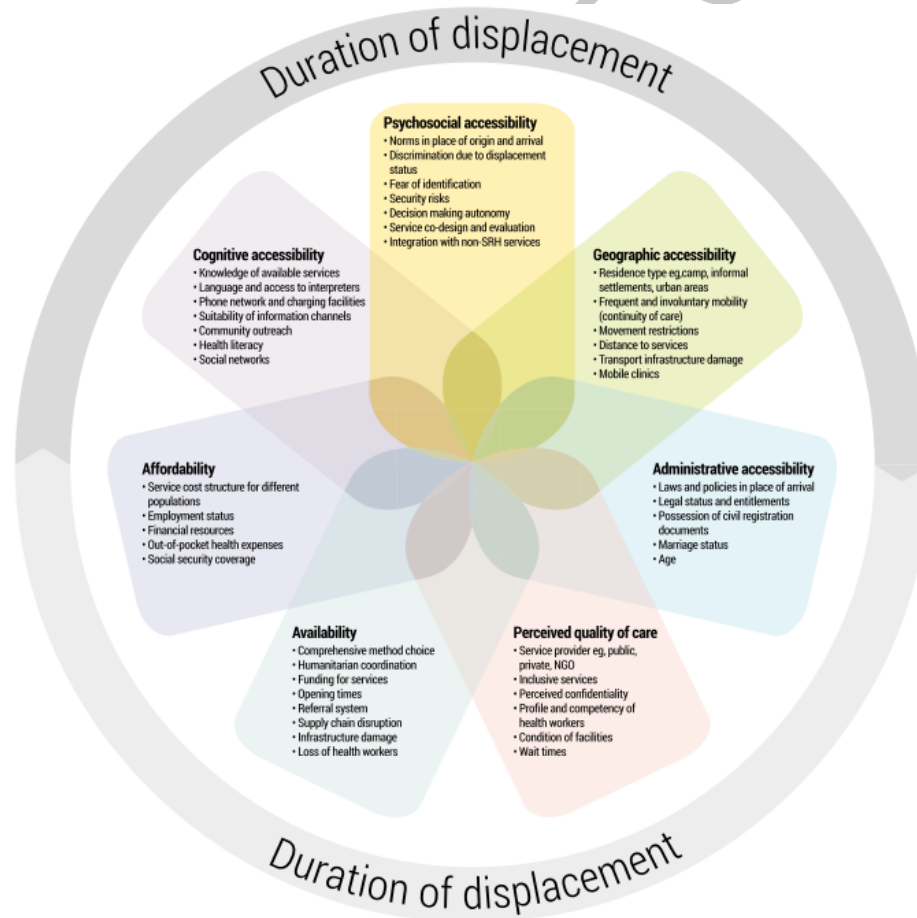 Duration of displacement
Psychosocial accessibility
• Norms in place of origin and arrival
• Discrimination due to displacement
status
• Fear of identification
• Security risks
• Decision making autonomy
• Service co-design and evaluation
• Integration with non-SRH services
Cognitive accessibility
• Knowledge of available services
• Language and access to interpreters
• Phone network and charging facilities
• Suitability of information channels
• Community outreach
• Health literacy
• Social networks
Geographic accessibility
• Residence type eg,camp, informal
settlements, urban areas
• Frequent and involuntary mobility
(continuity of care)
• Movement restrictions
• Distance to services
• Transport infrastructure damage
• Mobile clinics
Affordability
• Service cost structure for different
populations
• Employment status
• Financial resources
• Out-of-pocket health expenses
• Social security coverage
Administrative accessibility
• Laws and policies in place of arrival
• Legal status and entitlements
• Possession of civil registration
documents
• Marriage status
• Age
Availability
• Comprehensive method choice
• Humanitarian coordination
• Funding for services
• Opening times
• Referral system
• Supply chain disruption
• Infrastructure damage
• Loss of health workers
Perceived quality of care
• Service provider eg, public,
private, NGO
• Inclusive services
• Perceived confidentiality
• Profile and competency of
health workers
• Condition of facilities
• Wait times
Duration of displacement